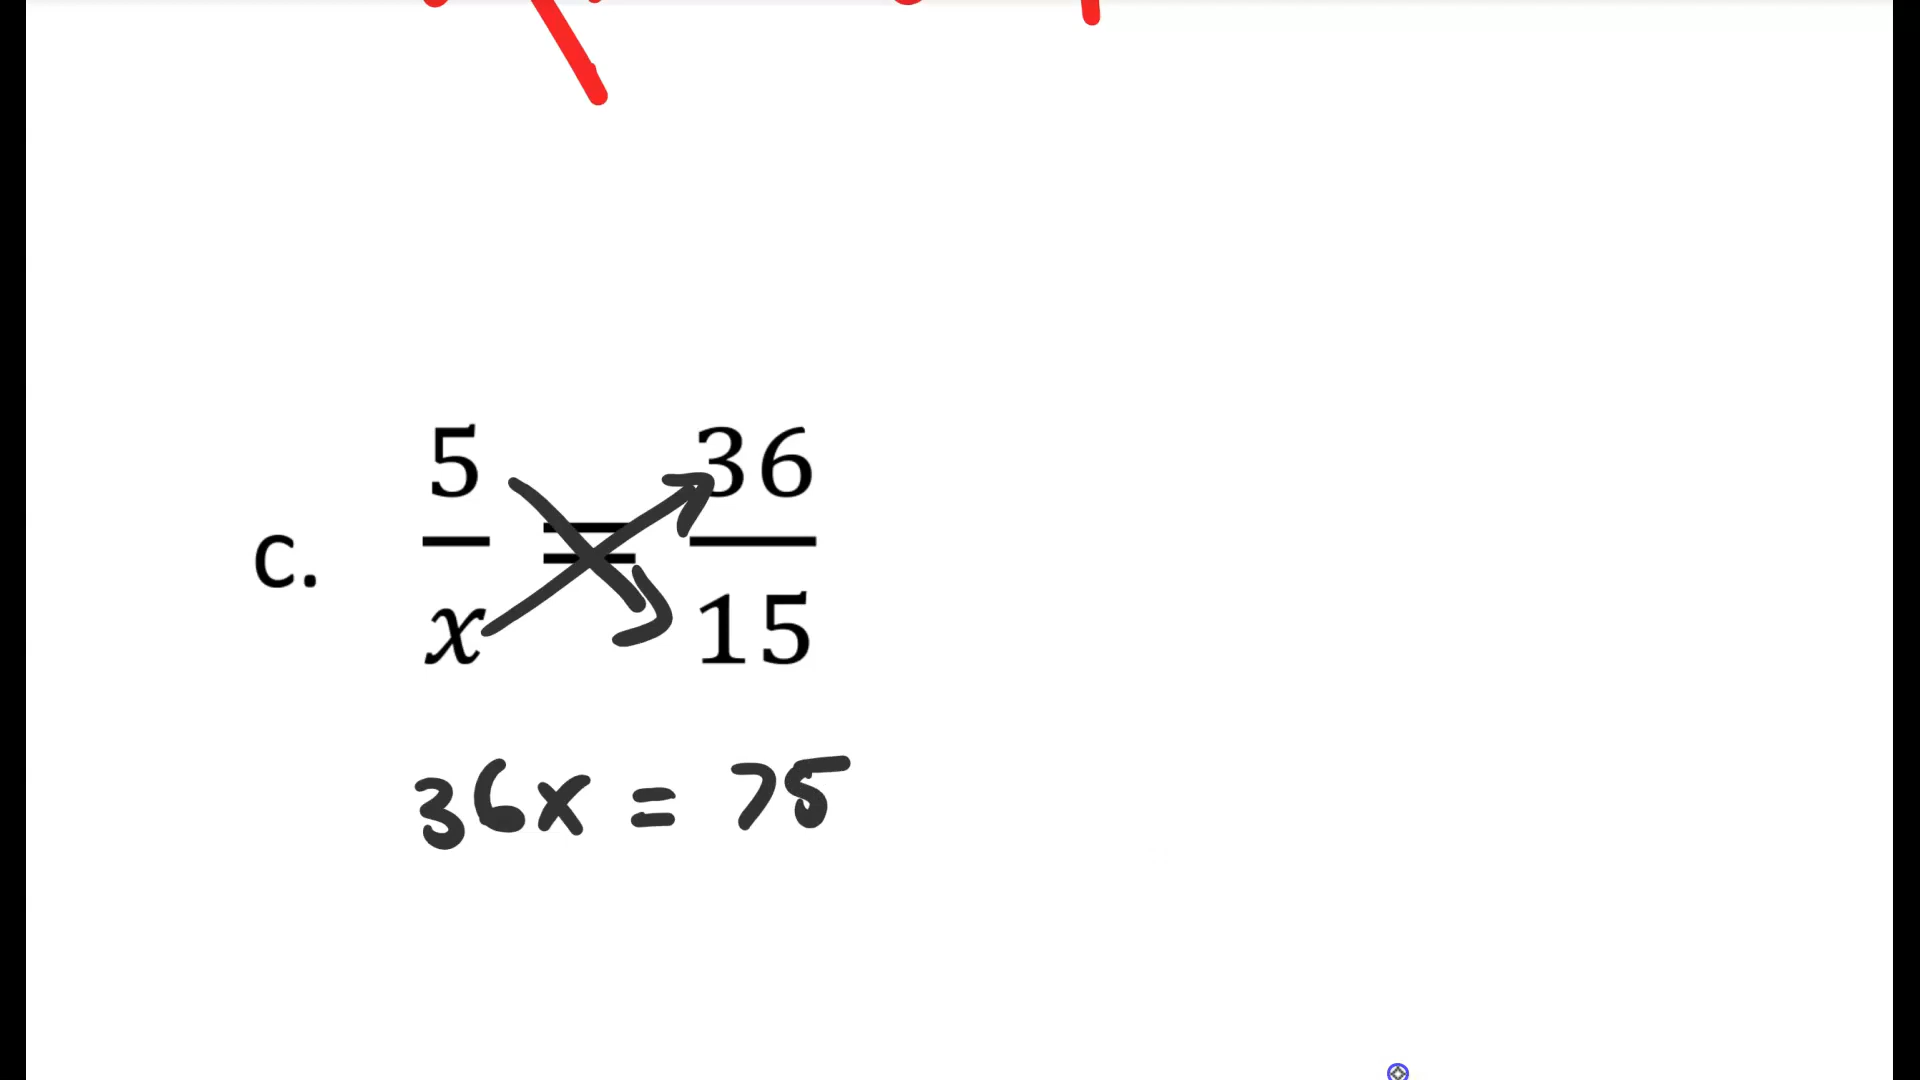 c. 5/x = 36/15
36x = 75